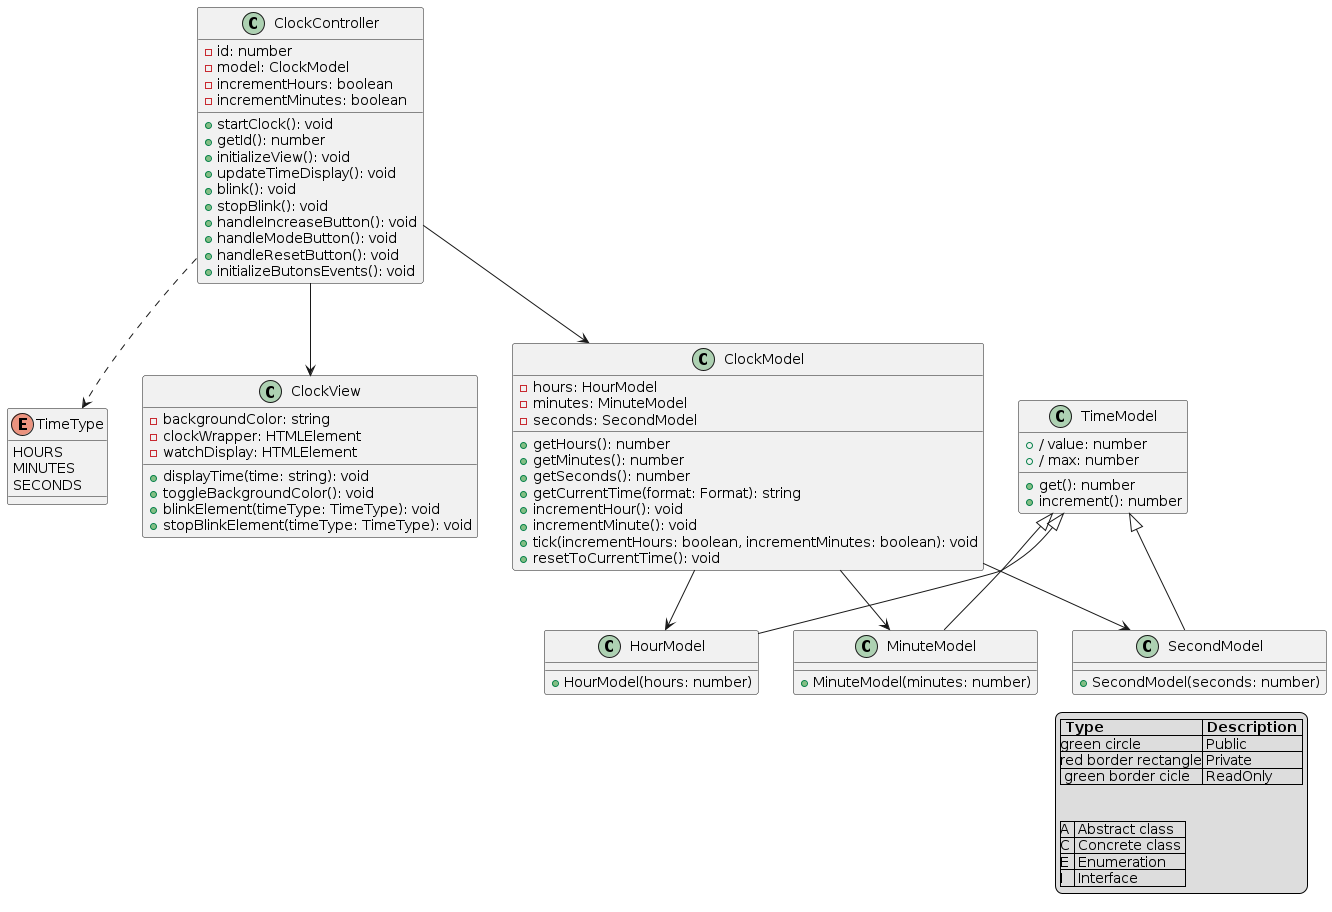 C ClockController
id: number
model: ClockModel
incrementHours: boolean
incrementMinutes: boolean
startClock(): void
getId(): number
initializeView(): void
updateTimeDisplay(): void
blink(): void
stopBlink(): void
handleIncreaseButton(): void
handleModeButton(): void
handleResetButton(): void
initializeButonsEvents(): void
E TimeType
HOURS
MINUTES
SECONDS
C ClockView
backgroundColor: string
clockWrapper: HTMLElement
watchDisplay: HTMLElement
displayTime(time: string): void
toggleBackgroundColor(): void
blinkElement(timeType: TimeType): void
stopBlinkElement(timeType: TimeType): void
C ClockModel
hours: HourModel
minutes: MinuteModel
seconds: SecondModel
getHours(): number
getMinutes(): number
getSeconds(): number
getCurrentTime(format: Format): string
incrementHour(): void
incrementMinute(): void
tick(incrementHours: boolean, incrementMinutes: boolean): void
resetToCurrentTime(): void
C TimeModel
/ value: number
/ max: number
get(): number
increment(): number
C HourModel
HourModel(hours: number)
C MinuteModel
MinuteModel(minutes: number)
C SecondModel
SecondModel(seconds: number)
Type Description
green circle Public
red border rectangle Private
green border cicle ReadOnly
A Abstract class
C Concrete class
E Enumeration
I Interface